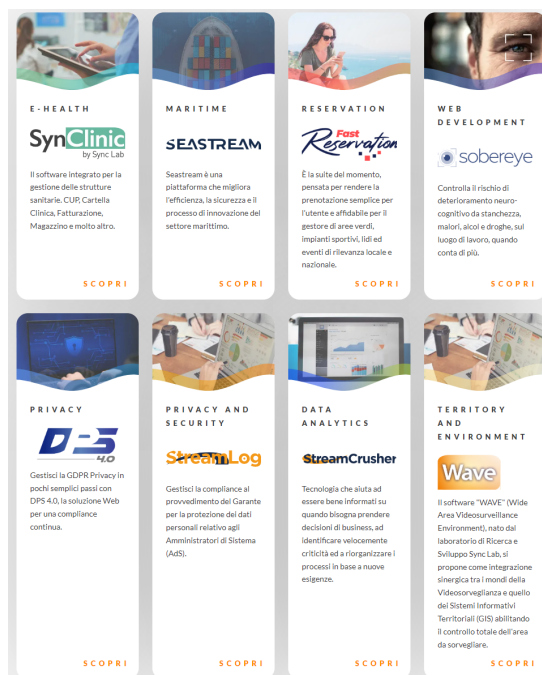 E-HEALTH
SynClinic
by Sync Lab
Il software integrato per la
gestione delle strutture
sanitarie. CUP, Cartella
Clinica, Fatturazione,
Magazzino e molto altro.
SCOPRI
MARITIME
SEASTREAM
Seastream è una
piattaforma che migliora
l'efficienza, la sicurezza e il
processo di innovazione del
settore marittimo.
SCOPRI
RESERVATION
Fast
Reservation
È la suite del momento,
pensata per rendere la
prenotazione semplice per
l'utente e affidabile per il
gestore di aree verdi,
impianti sportivi, lidi ed
eventi di rilevanza locale e
nazionale.
SCOPRI
WEB
DEVELOPMENT
sobereye
Controlla il rischio di
deterioramento neuro-
cognitivo da stanchezza,
malori, alcol e droghe, sul
luogo di lavoro, quando
conta di più.
SCOPRI
PRIVACY
DPS
4.0
Gestisci la GDPR Privacy in
pochi semplici passi con
DPS 4.0, la soluzione Web
per una compliance
continua.
SCOPRI
PRIVACY AND
SECURITY
StreamLog
Gestisci la compliance al
provvedimento del Garante
per la protezione dei dati
personali relativo agli
Amministratori di Sistema
(AdS).
SCOPRI
DATA
ANALYTICS
StreamCrusher
Tecnologia che aiuta ad
essere bene informati su
quando bisogna prendere
decisioni di business, ad
identificare velocemente
criticità ed a riorganizzare i
processi in base a nuove
esigenze.
SCOPRI
TERRITORY
AND
ENVIRONMENT
Wave
Il software "WAVE" (Wide
Area Videosurveillance
Environment), nato dal
laboratorio di Ricerca e
Sviluppo Sync Lab, si
propone come integrazione
sinergica tra i mondi della
Videosorveglianza e quello
dei Sistemi Informativi
Territoriali (GIS) abilitando
il controllo totale dell'area
da sorvegliare.
SCOPRI